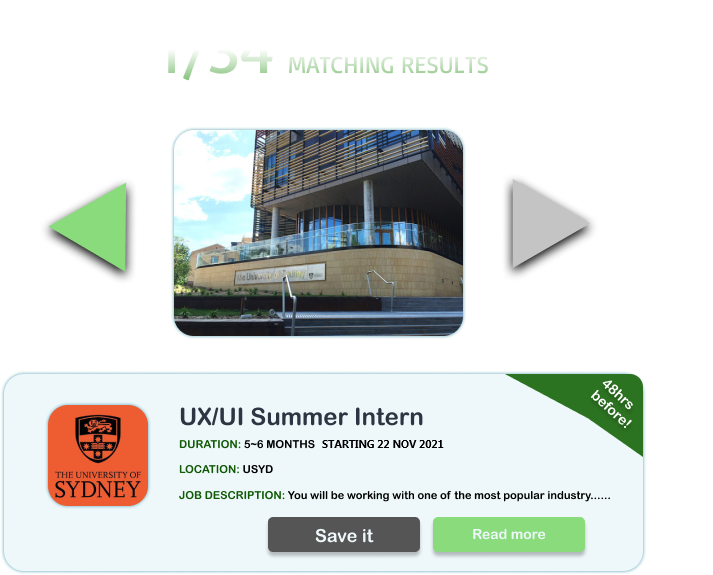 1/34 MATCHING RESULTS
48hrs
before!
UX/UI Summer Intern
DURATION: 5~6 MONTHS STARTING 22 NOV 2021
LOCATION: USYD
THE UNIVERSITY OF
SYDNEY
JOB DESCRIPTION: You will be working with one of the most popular industry......
Save it
Read more